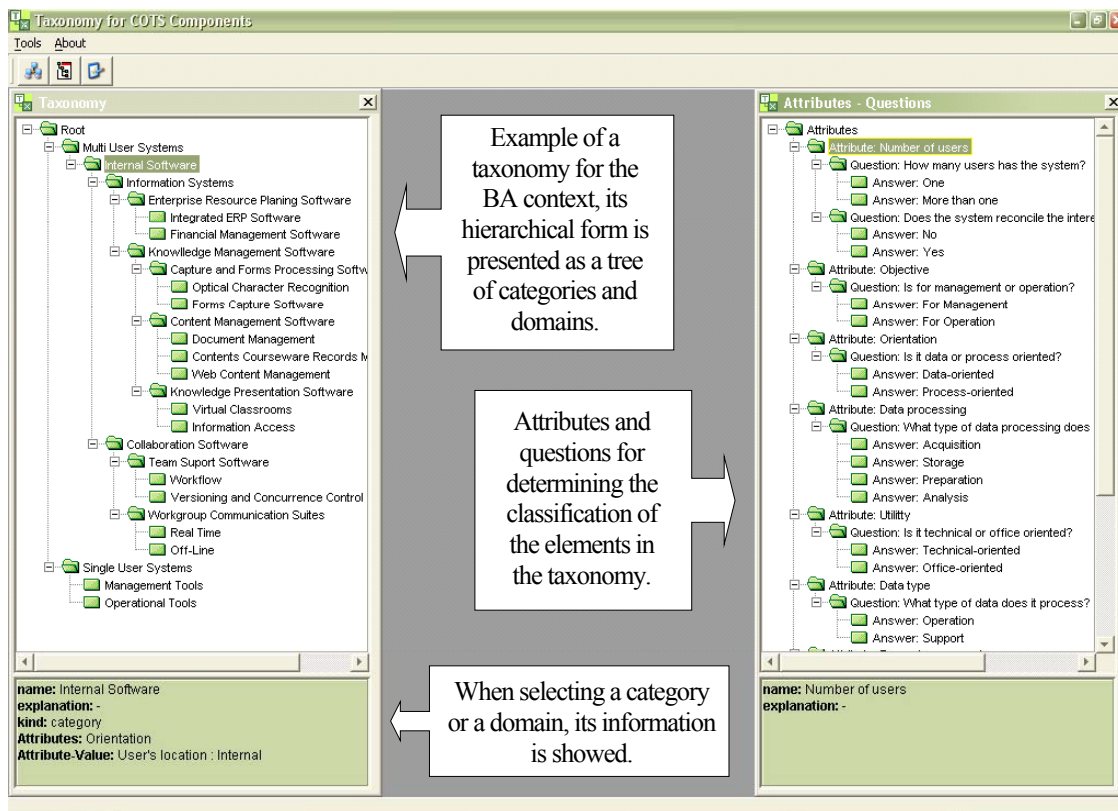 Taxonomy for COTS Components
Tools About
Taxonomy
Root
Multi User Systems
Internal Software
Information Systems
Enterprise Resource Planing Software
Integrated ERP Software
Financial Management Software
Knowlledge Management Software
Capture and Forms Processing Softw
Optical Character Recognition
Forms Capture Software
Content Management Software
Document Management
Contents Courseware Records M
Web Content Management
Knowledge Presentation Software
Virtual Classrooms
Information Access
Collaboration Software
Team Suport Software
Workflow
Versioning and Concurrence Control
Workgroup Communication Suites
Real Time
Off-Line
Single User Systems
Management Tools
Operational Tools
name: Internal Software
explanation: -
kind: category
Attributes: Orientation
Attribute-Value: User's location : Internal
Example of a
taxonomy for the
BA context, its
hierarchical form is
presented as a tree
of categories and
domains.
Attributes and
questions for
determining the
classification of
the elements in
the taxonomy.
When selecting a category
or a domain, its information
is showed.
Attributes - Questions
Attributes
Attribute: Number of users
Question: How many users has the system?
Answer: One
Answer: More than one
Question: Does the system reconcile the intere
Answer: No
Answer: Yes
Attribute: Objective
Question: Is for management or operation?
Answer: For Managenent
Answer: For Operation
Attribute: Orientation
Question: Is it data or process oriented?
Answer: Data-oriented
Answer: Process-oriented
Attribute: Data processing
Question: What type of data processing does
Answer: Acquisition
Answer: Storage
Answer: Preparation
Answer: Analysis
Attribute: Utilitty
Question: Is it technical or office oriented?
Answer: Technical-oriented
Answer: Office-oriented
Attribute: Data type
Question: What type of data does it process?
Answer: Operation
Answer: Support
name: Number of users
explanation: -